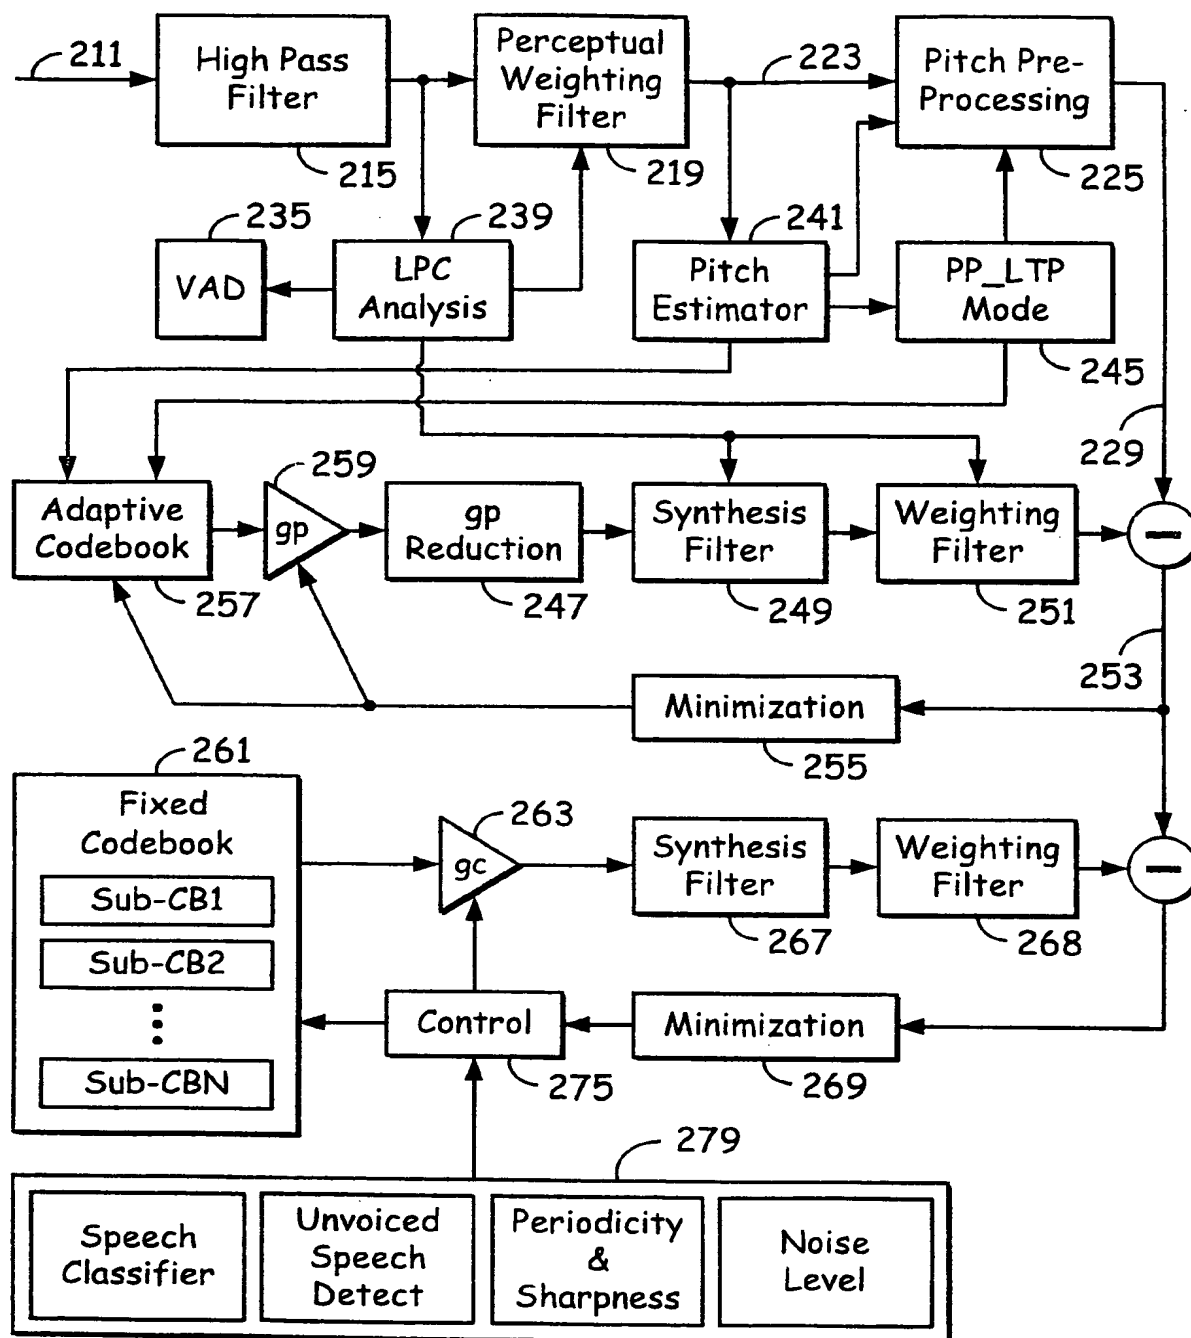 211
High Pass
Filter
215
Perceptual
Weighting
Filter
219
223
Pitch Pre-
Processing
225
235
VAD
239
LPC
Analysis
241
Pitch
Estimator
PP_LTP
Mode
245
229
Adaptive
Codebook
257
259
gp
gp
Reduction
247
Synthesis
Filter
249
Weighting
Filter
251
253
Minimization
255
261
Fixed
Codebook
Sub-CB1
Sub-CB2
Sub-CBN
263
gc
Synthesis
Filter
267
Weighting
Filter
268
Control
275
Minimization
269
279
Speech
Classifier
Unvoiced
Speech
Detect
Periodicity
&
Sharpness
Noise
Level